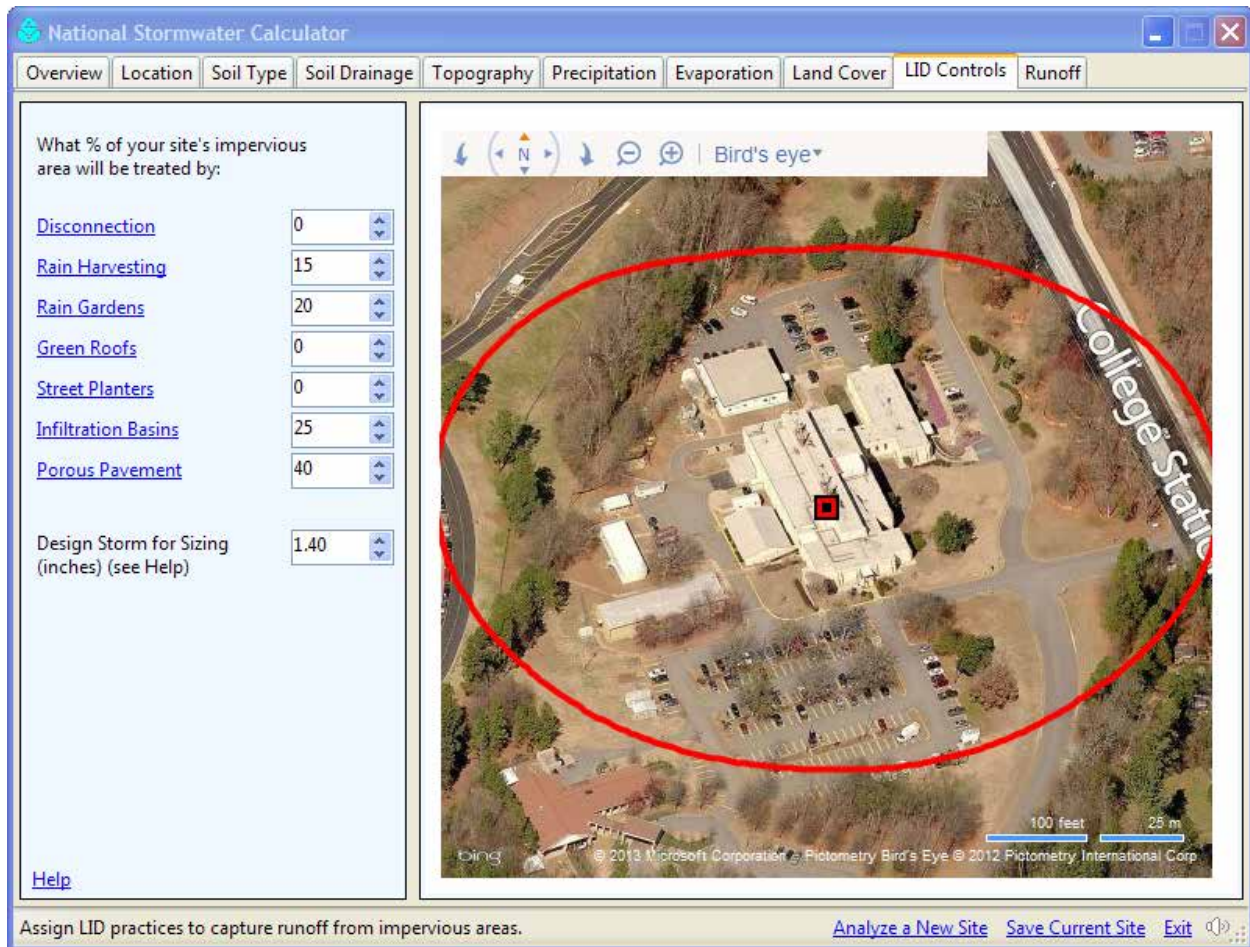 National Stormwater Calculator
Overview Location Soil Type Soil Drainage Topography Precipitation Evaporation Land Cover LID Controls Runoff
What % of your site's impervious
area will be treated by:
Disconnection 0
Rain Harvesting 15
Rain Gardens 20
Green Roofs 0
Street Planters 0
Infiltration Basins 25
Porous Pavement 40
Design Storm for Sizing 1.40
(inches) (see Help)
Help
N Bird's eye
College Statio
100 feet 25 m
bing © 2013 Microsoft Corporation Pictometry Bird's Eye © 2012 Pictometry International Corp
Assign LID practices to capture runoff from impervious areas. Analyze a New Site Save Current Site Exit